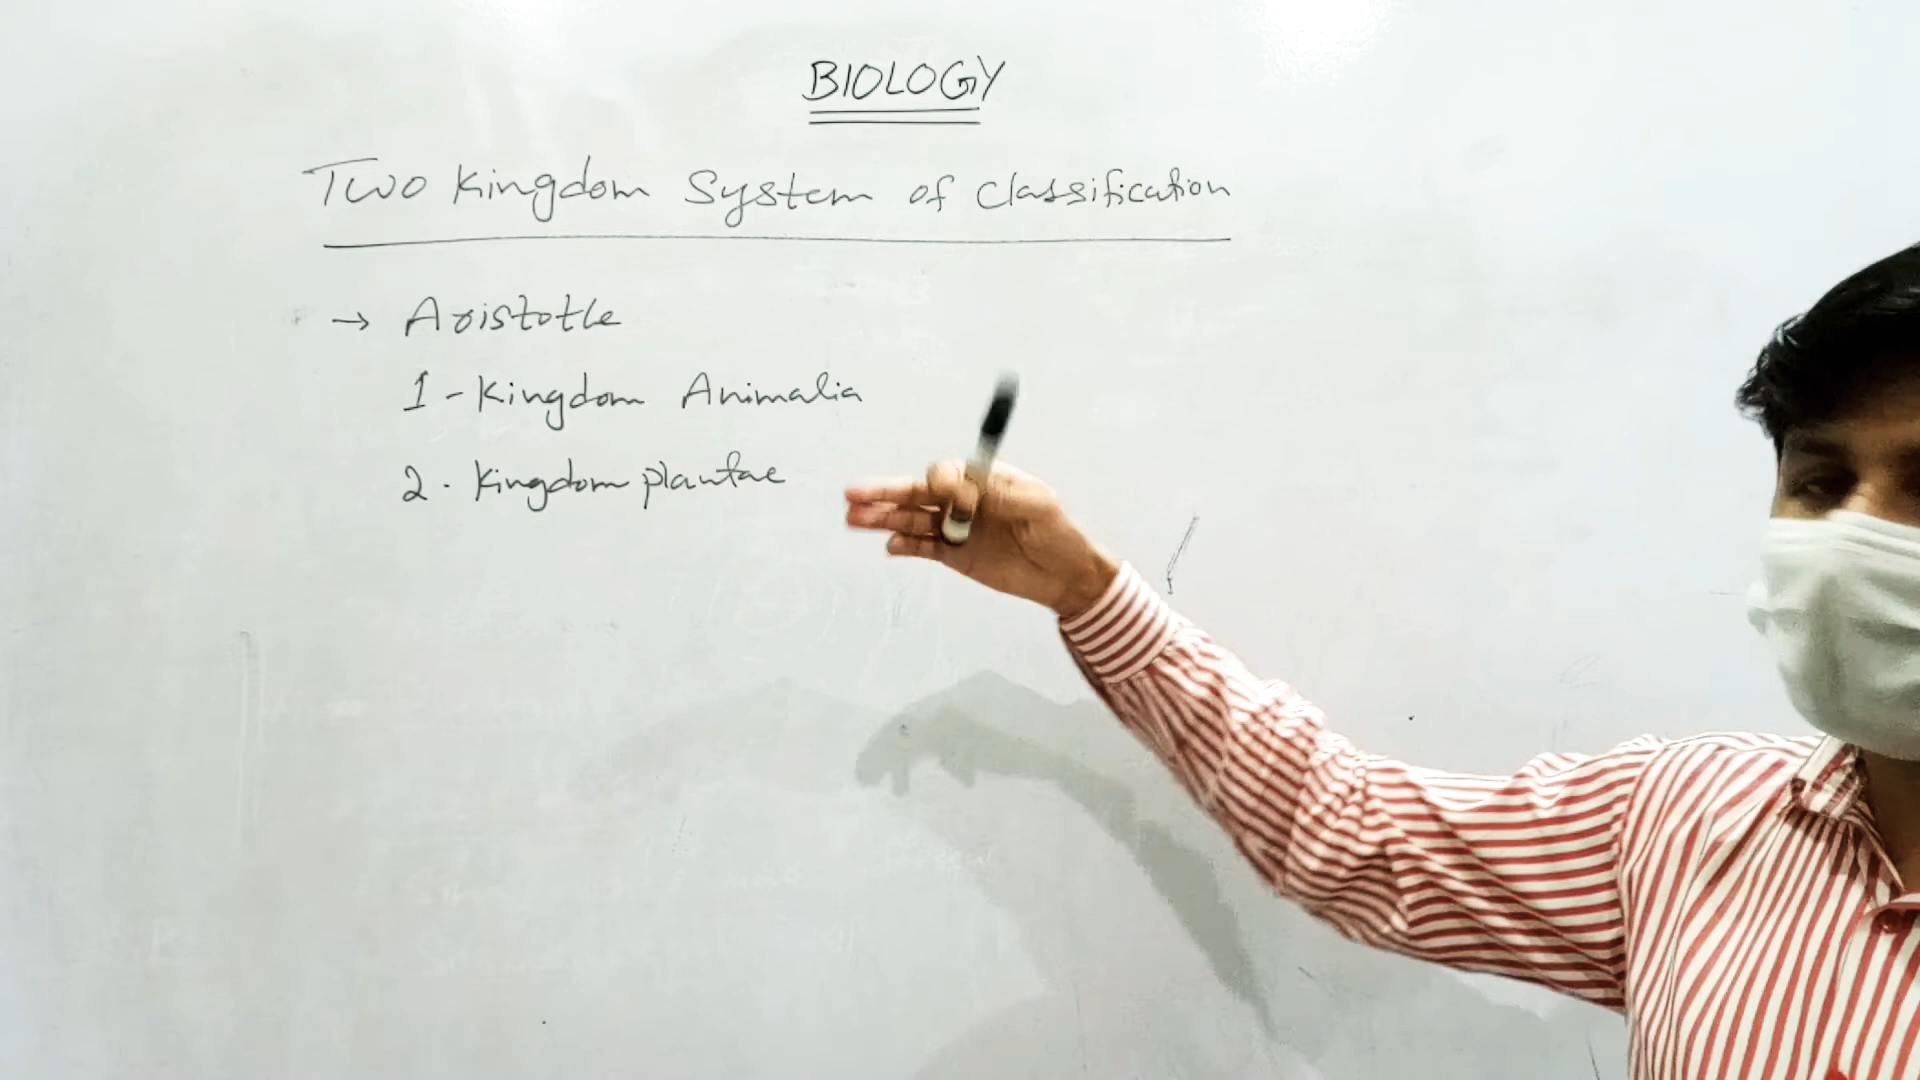 BIOLOGY
Two Kingdom System of Classification
→ Aristotle
1 - Kingdom Animalia
2. Kingdom plantae